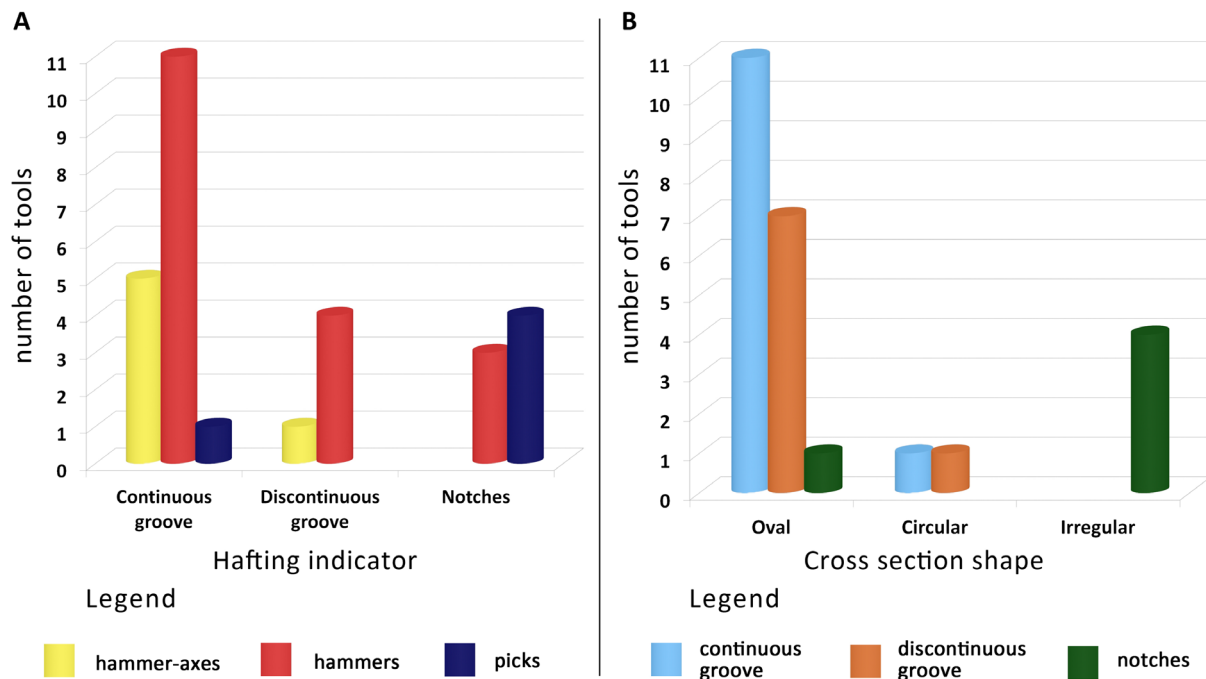 A
11
10
9
8
7
6
5
4
3
2
1
0
number of tools
Continuous
groove
Discontinuous
groove
Notches
Hafting indicator
Legend
hammer-axes
hammers
picks
B
11
10
9
8
7
6
5
4
3
2
1
0
number of tools
Oval
Circular
Irregular
Cross section shape
Legend
continuous
groove
discontinuous
groove
notches